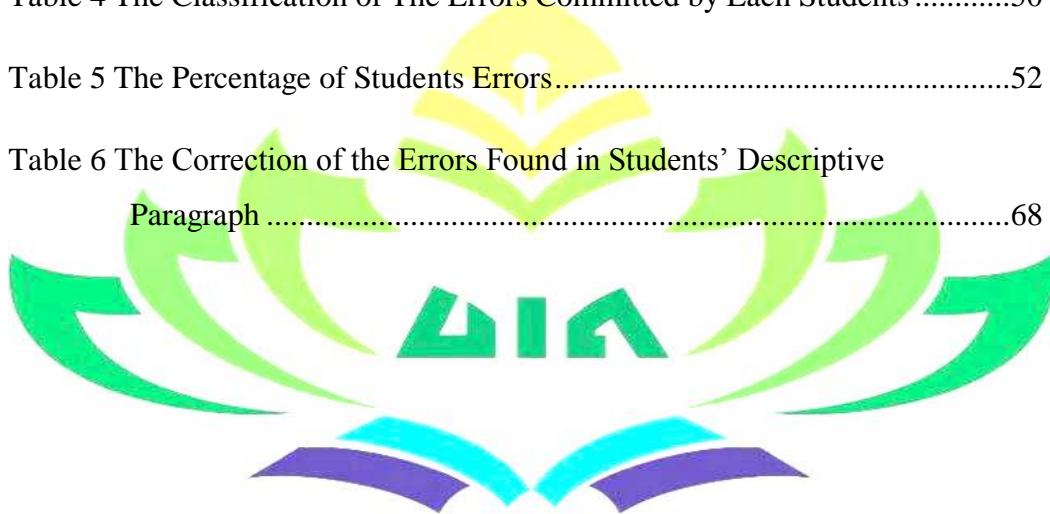 Table 4 The Classification of The Errors Committed by Each Students ............50
Table 5 The Percentage of Students Errors.......................................................52
Table 6 The Correction of the Errors Found in Students’ Descriptive
Paragraph ..........................................................................................68
UIN